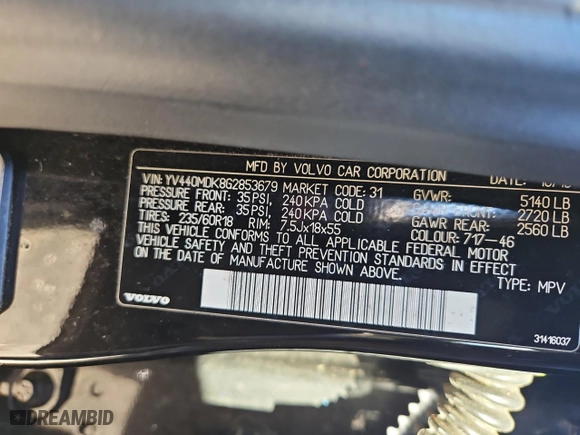 MFD BY VOLVO CAR CORPORATION
VIN: YV440MDK862853679 MARKET CODE: 31
PRESSURE FRONT: 35PSI, 240KPA COLD
PRESSURE REAR: 35PSI, 240KPA COLD
TIRES: 235/60R18 RIM: 7,5Jx18x55
GVWR: 5140 LB
2720 LB
GAWR REAR: 2560 LB
COLOUR: 717-46
THIS VEHICLE CONFORMS TO ALL APPLICABLE FEDERAL MOTOR
VEHICLE SAFETY AND THEFT PREVENTION STANDARDS IN EFFECT
ON THE DATE OF MANUFACTURE SHOWN ABOVE.
TYPE: MPV
VOLVO
31416037
DREAMBID